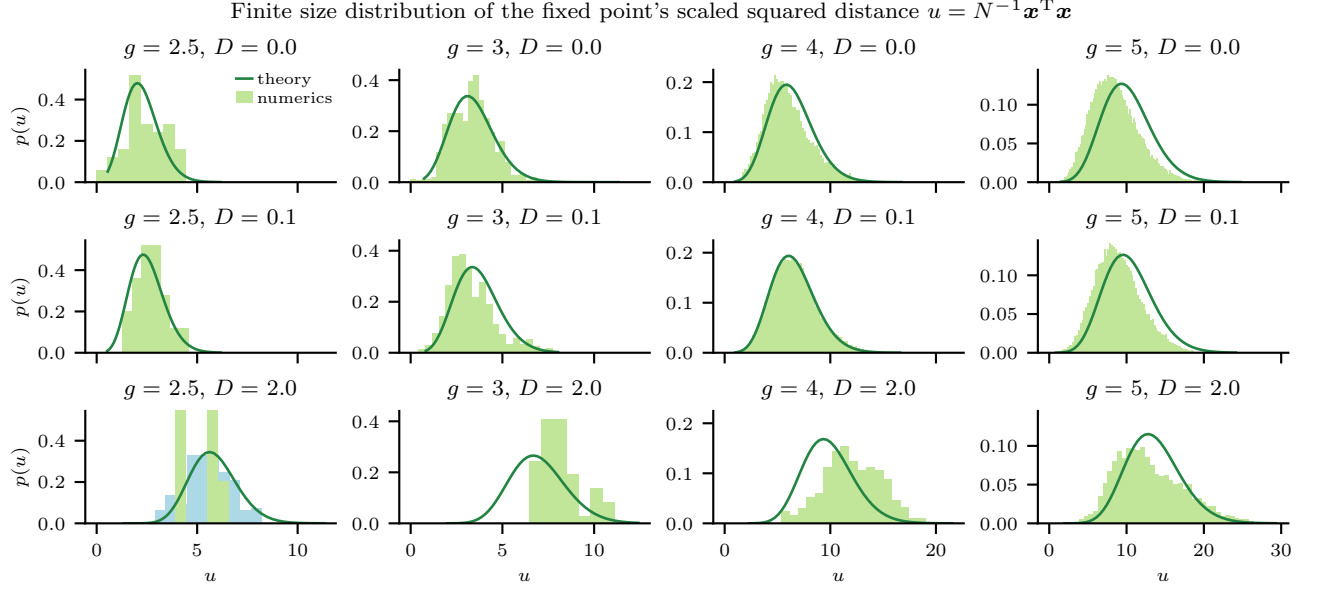 Finite size distribution of the fixed point's scaled squared distance u = N⁻¹xᵀx
g = 2.5, D = 0.0
g = 3, D = 0.0
g = 4, D = 0.0
g = 5, D = 0.0
p(u)
0.4
0.2
0.0
theory
numerics
0.4
0.2
0.0
0.2
0.1
0.0
0.10
0.05
0.00
g = 2.5, D = 0.1
g = 3, D = 0.1
g = 4, D = 0.1
g = 5, D = 0.1
p(u)
0.4
0.2
0.0
0.4
0.2
0.0
0.2
0.1
0.0
0.10
0.05
0.00
g = 2.5, D = 2.0
g = 3, D = 2.0
g = 4, D = 2.0
g = 5, D = 2.0
p(u)
0.4
0.2
0.0
0.4
0.2
0.0
0.2
0.1
0.0
0.10
0.05
0.00
0 5 10
0 5 10
0 10 20
0 10 20 30
u
u
u
u